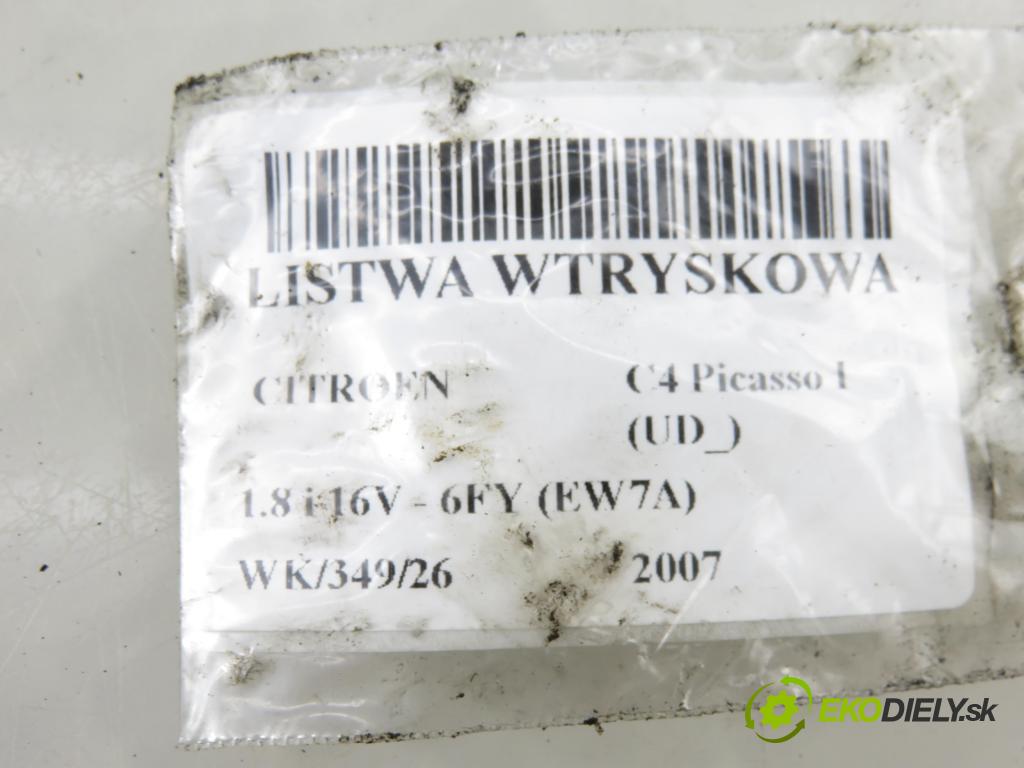 LISTWA WTRYSKOWA
CITROEN C4 Picasso I
(UD_)
1.8 i 16V - 6FY (EW7A)
WK/349/26 2007
EKODIELY.sk